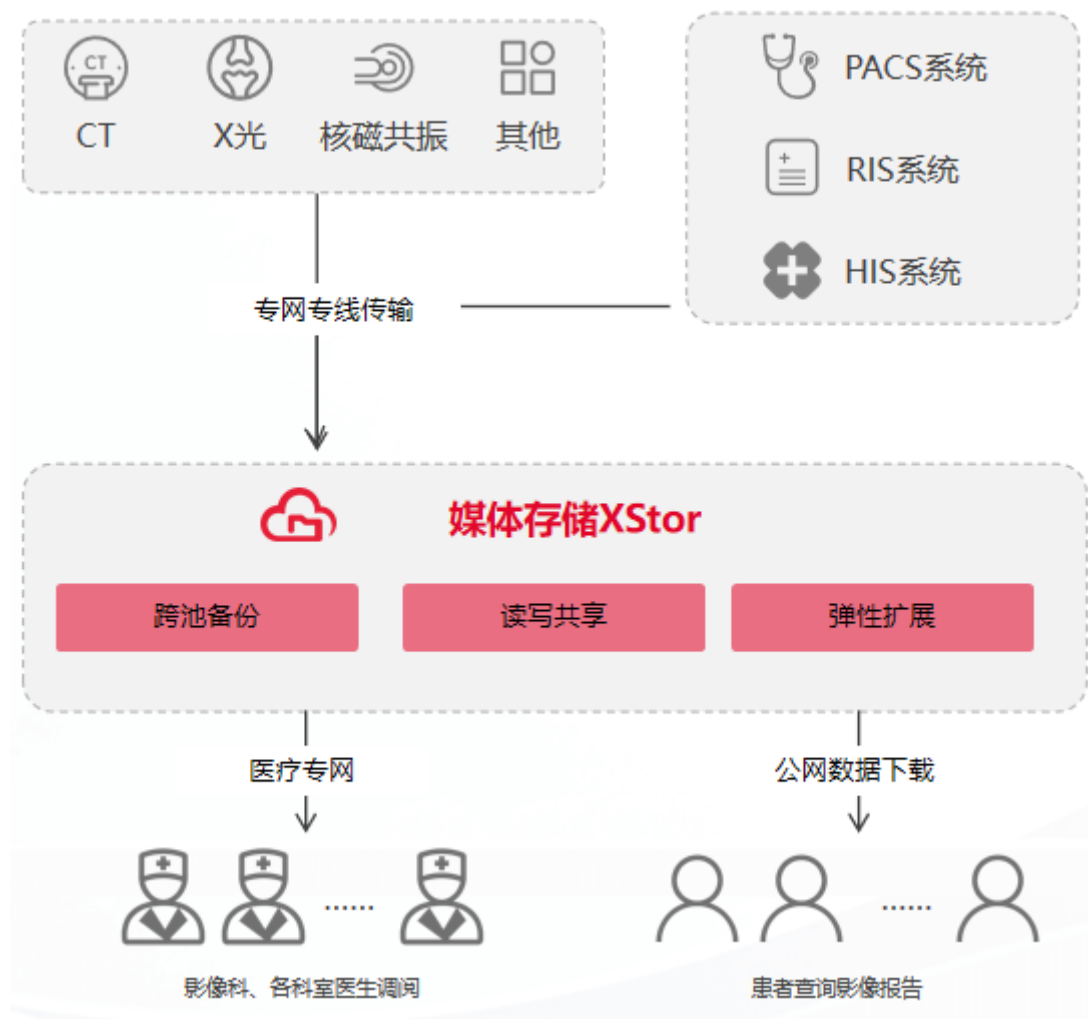 CT
CT
X光
核磁共振
其他
PACS系统
RIS系统
HIS系统
专网专线传输
媒体存储XStor
跨池备份
读写共享
弹性扩展
医疗专网
公网数据下载
......
......
影像科、各科室医生调阅
患者查询影像报告